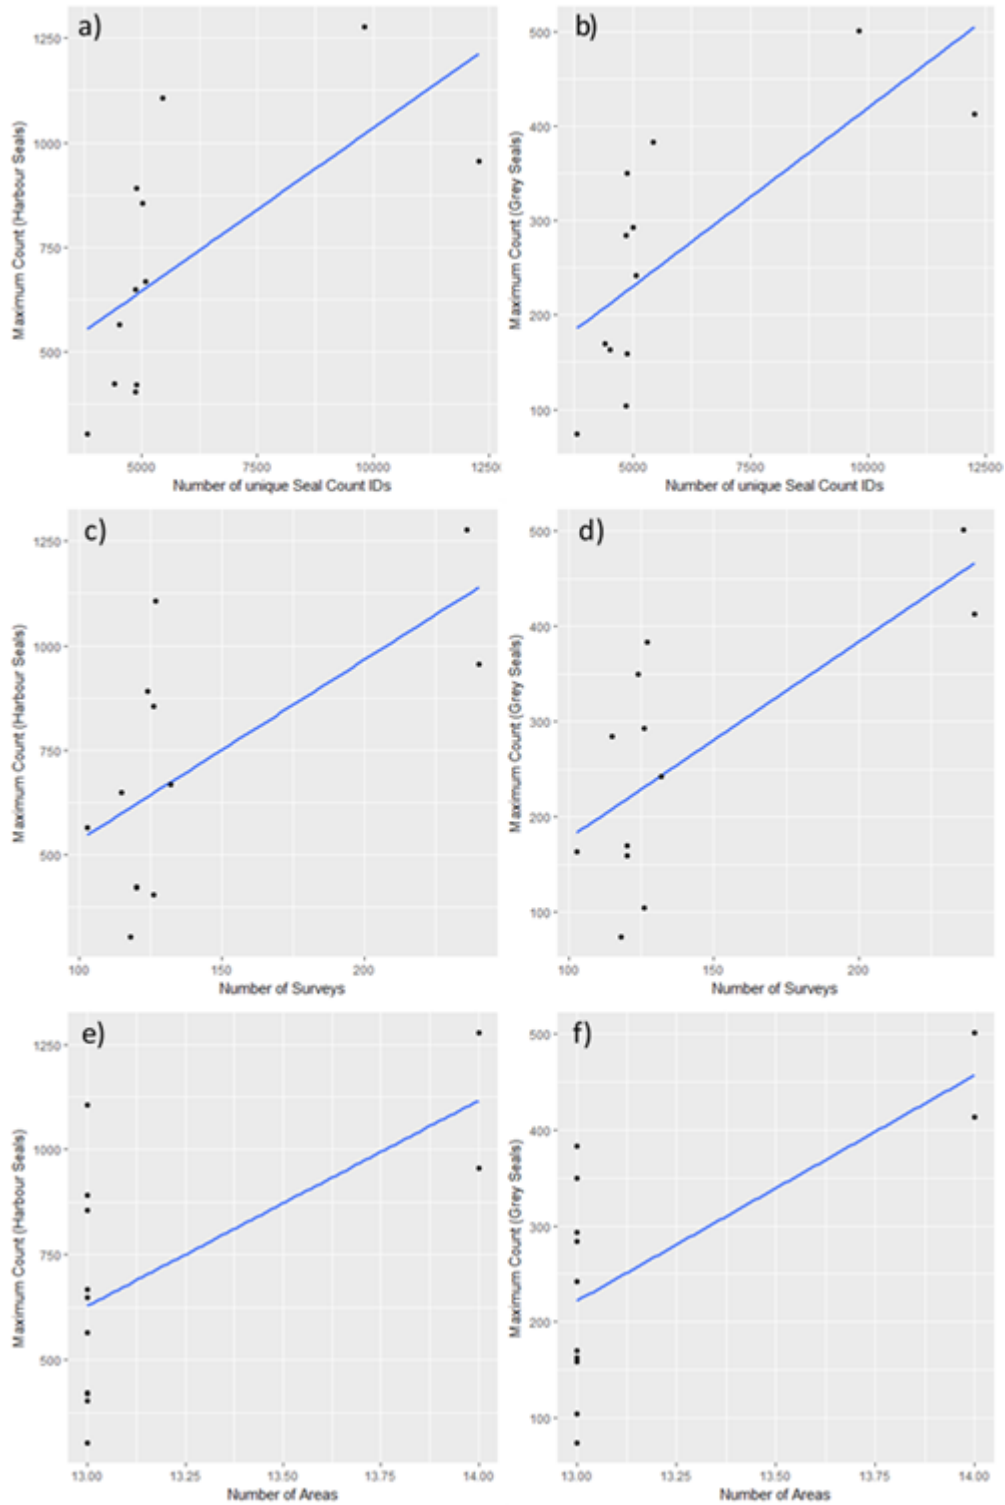 a)
Maximum Count (Harbour Seals)
1250
1000
750
500
5000
7500
10000
12500
Number of unique Seal Count IDs
b)
Maximum Count (Grey Seals)
500
400
300
200
100
5000
7500
10000
12500
Number of unique Seal Count IDs
c)
Maximum Count (Harbour Seals)
1250
1000
750
500
100
150
200
Number of Surveys
d)
Maximum Count (Grey Seals)
500
400
300
200
100
100
150
200
Number of Surveys
e)
Maximum Count (Harbour Seals)
1250
1000
750
500
13.00
13.25
13.50
13.75
14.00
Number of Areas
f)
Maximum Count (Grey Seals)
500
400
300
200
100
13.00
13.25
13.50
13.75
14.00
Number of Areas